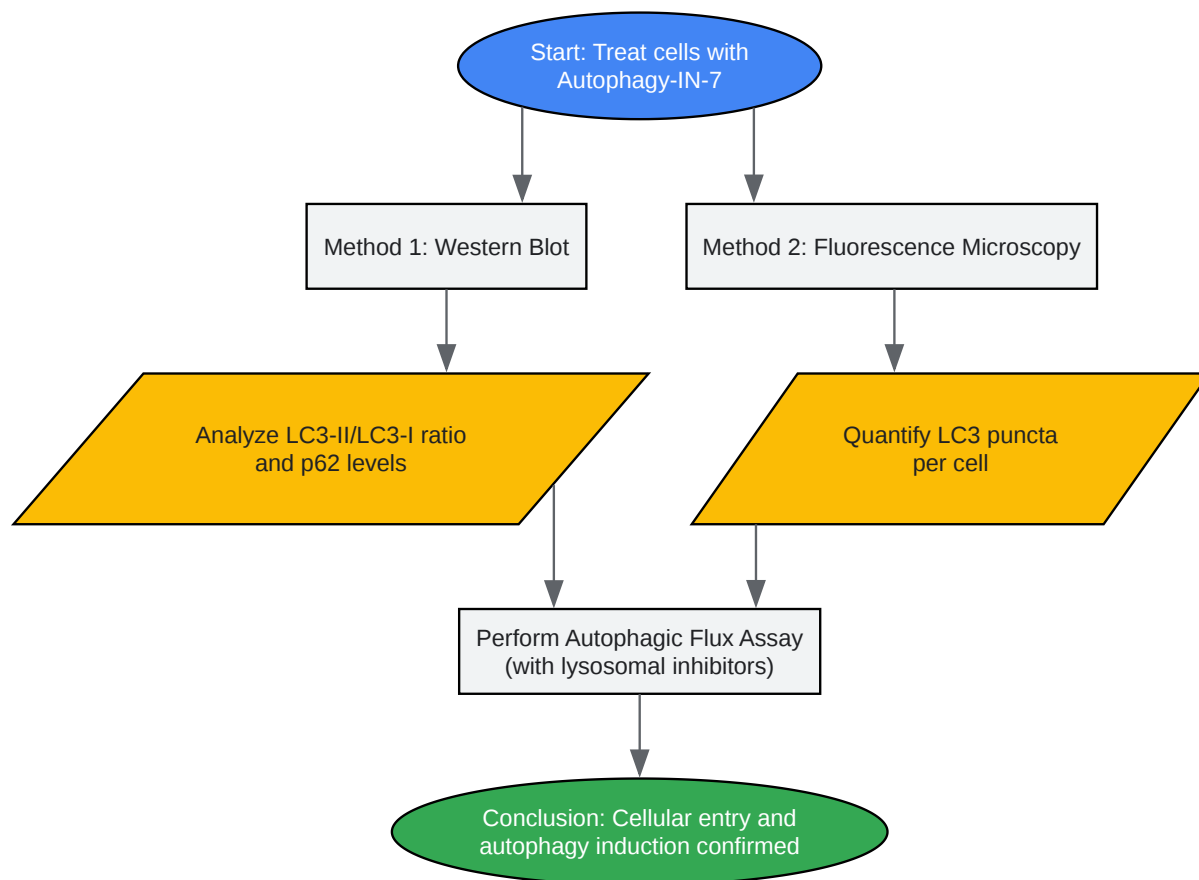 Start: Treat cells with
Autophagy-IN-7
Method 1: Western Blot
Method 2: Fluorescence Microscopy
Analyze LC3-II/LC3-I ratio
and p62 levels
Quantify LC3 puncta
per cell
Perform Autophagic Flux Assay
(with lysosomal inhibitors)
Conclusion: Cellular entry and
autophagy induction confirmed